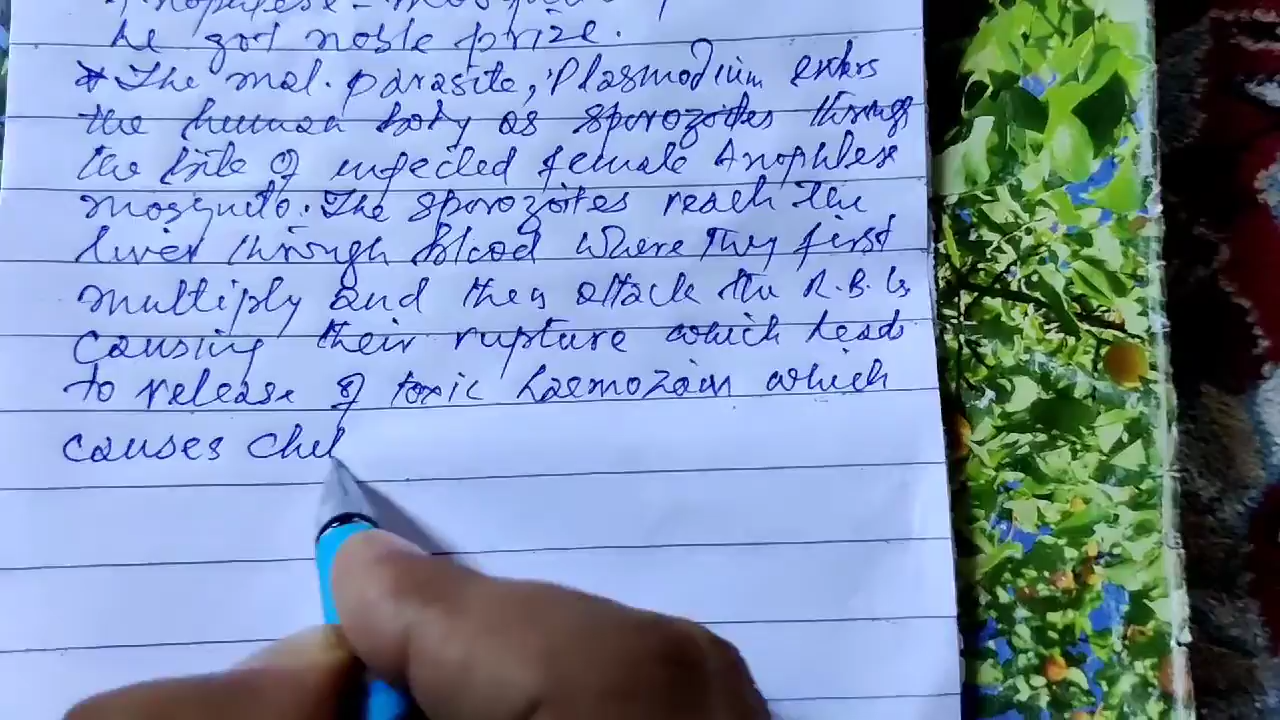 he got noble prize.
* The mal. parasite, Plasmodium enters
the human body as sporozoites through
the bite of infected female Anopheles
mosquito. The sporozoites reach the
liver through blood where they first
multiply and then attack the R.B.Cs
causing their rupture which leads
to release of toxic haemozoin which
causes chil